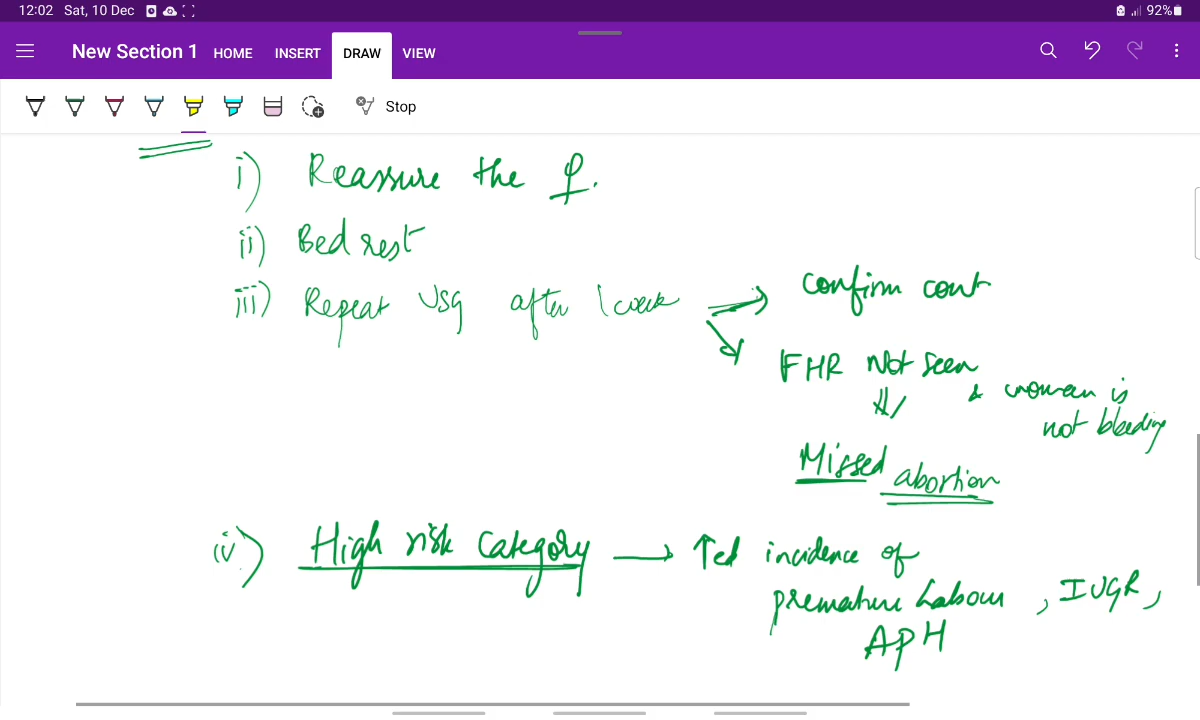 12:02 Sat, 10 Dec 92%
New Section 1 HOME INSERT DRAW VIEW
Stop
i) Reassure the ♀.
ii) Bed rest
iii) Repeat USG after 1 week → Confirm cont
FHR Not seen & woman is
not bleeding
Missed abortion
iv) High risk category → ↑ed incidence of
premature labour, IUGR,
APH